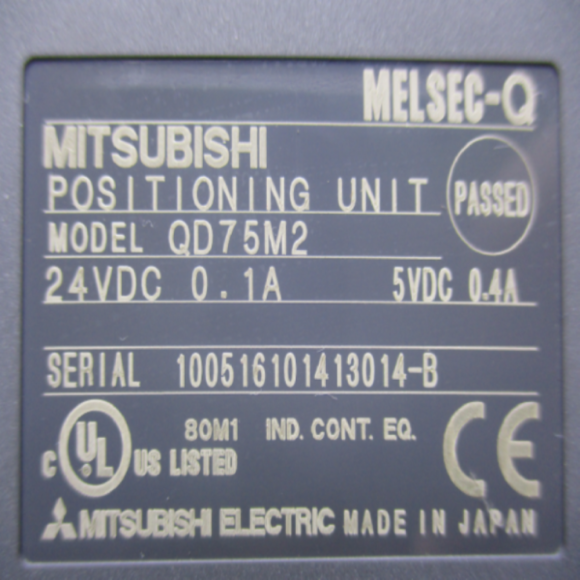 MELSEC-Q
MITSUBISHI
POSITIONING UNIT PASSED
MODEL QD75M2
24VDC 0.1A 5VDC 0.4A
SERIAL 100516101413014-B
80M1 IND. CONT. EQ.
C UL US LISTED CE
MITSUBISHI ELECTRIC MADE IN JAPAN